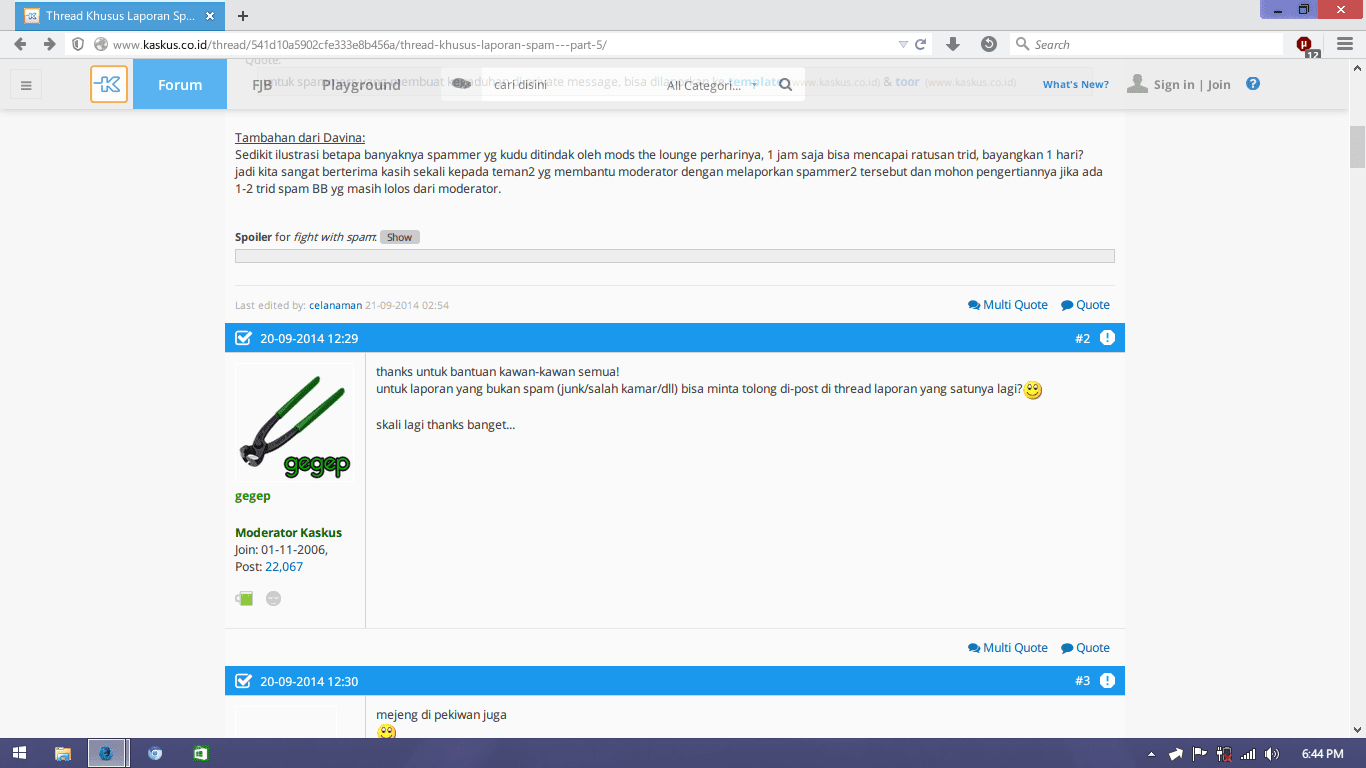 Thread Khusus Laporan Sp...
www.kaskus.co.id/thread/541d10a5902cfe333e8b456a/thread-khusus-laporan-spam---part-5/
Search
12
Quote:
untuk spammers yang membuat kegaduhan di private message, bisa dilaporkan ke template (www.kaskus.co.id) & toor (www.kaskus.co.id)
Forum
FJB
Playground
cari disini
All Categori...
What's New?
Sign in | Join
Tambahan dari Davina:
Sedikit ilustrasi betapa banyaknya spammer yg kudu ditindak oleh mods the lounge perharinya, 1 jam saja bisa mencapai ratusan trid, bayangkan 1 hari?
jadi kita sangat berterima kasih sekali kepada teman2 yg membantu moderator dengan melaporkan spammer2 tersebut dan mohon pengertiannya jika ada
1-2 trid spam BB yg masih lolos dari moderator.
Spoiler for fight with spam: Show
Last edited by: celanaman 21-09-2014 02:54
Multi Quote Quote
20-09-2014 12:29 #2
gegep
gegep
Moderator Kaskus
Join: 01-11-2006,
Post: 22,067
thanks untuk bantuan kawan-kawan semua!
untuk laporan yang bukan spam (junk/salah kamar/dll) bisa minta tolong di-post di thread laporan yang satunya lagi?
skali lagi thanks banget...
Multi Quote Quote
20-09-2014 12:30 #3
mejeng di pekiwan juga
6:44 PM